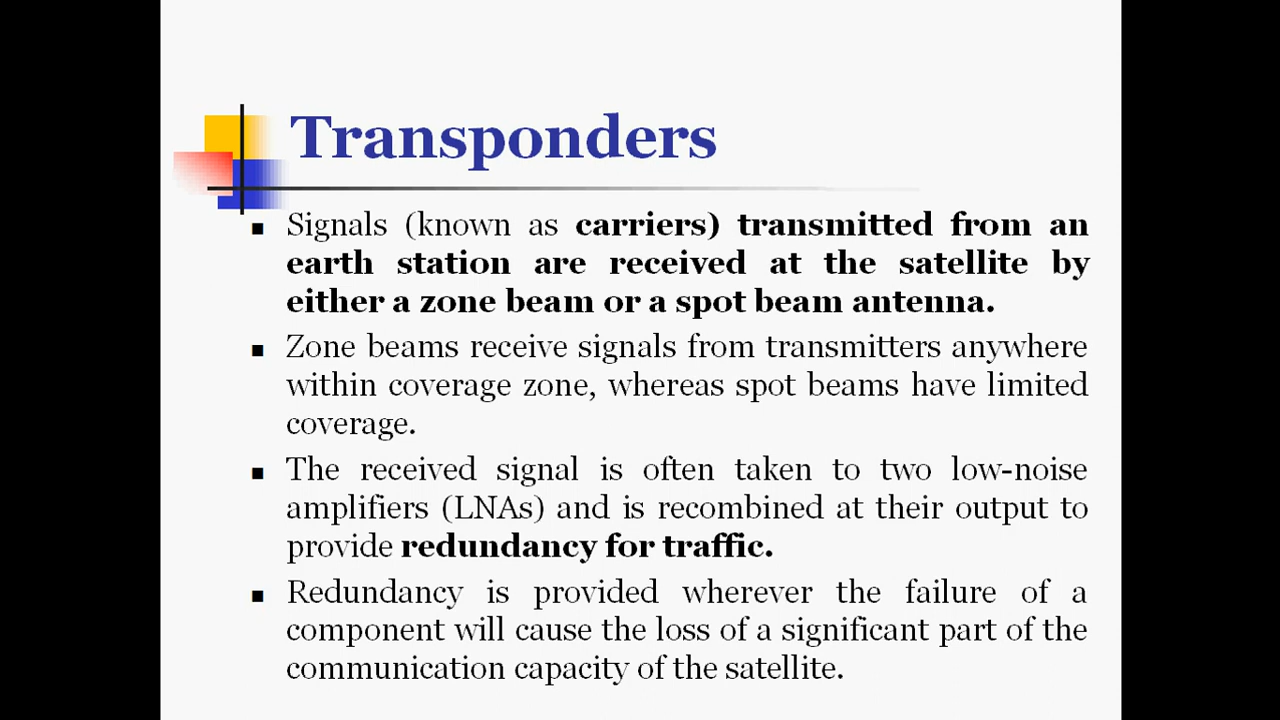 Transponders
Signals (known as carriers) transmitted from an
earth station are received at the satellite by
either a zone beam or a spot beam antenna.
Zone beams receive signals from transmitters anywhere
within coverage zone, whereas spot beams have limited
coverage.
The received signal is often taken to two low-noise
amplifiers (LNAs) and is recombined at their output to
provide redundancy for traffic.
Redundancy is provided wherever the failure of a
component will cause the loss of a significant part of the
communication capacity of the satellite.